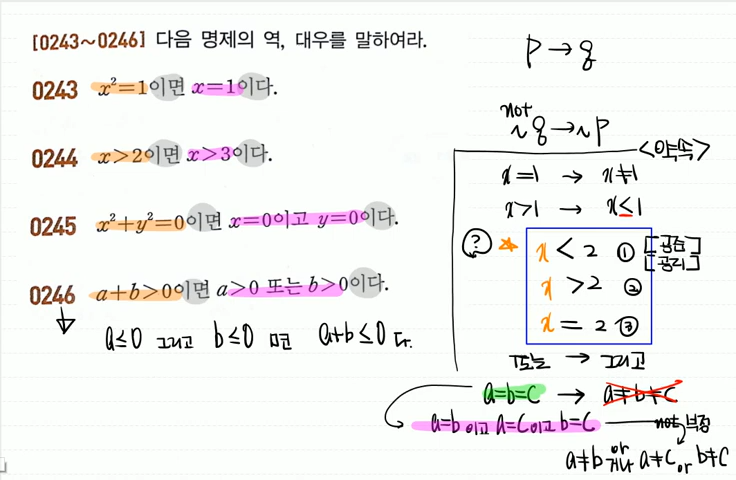 [0243~0246] 다음 명제의 역, 대우를 말하여라.
0243 x²=1이면 x=1이다.
0244 x>2이면 x>3이다.
0245 x²+y²=0이면 x=0이고 y=0이다.
0246 a+b>0이면 a>0 또는 b>0이다.
a≤0 그리고 b≤0 이면 a+b≤0 다.
p→q
not
~q→~p
<약속>
x=1 → x≠1
x>1 → x≤1
? ☆ x<2 ① [공습]
[공리]
x>2 ②
x=2 ③
또는 → 그리고
a=b=c → a≠b≠c
a=b이고 a=c이고 b=c not 부정
a≠b or 거나 a≠c or b≠c